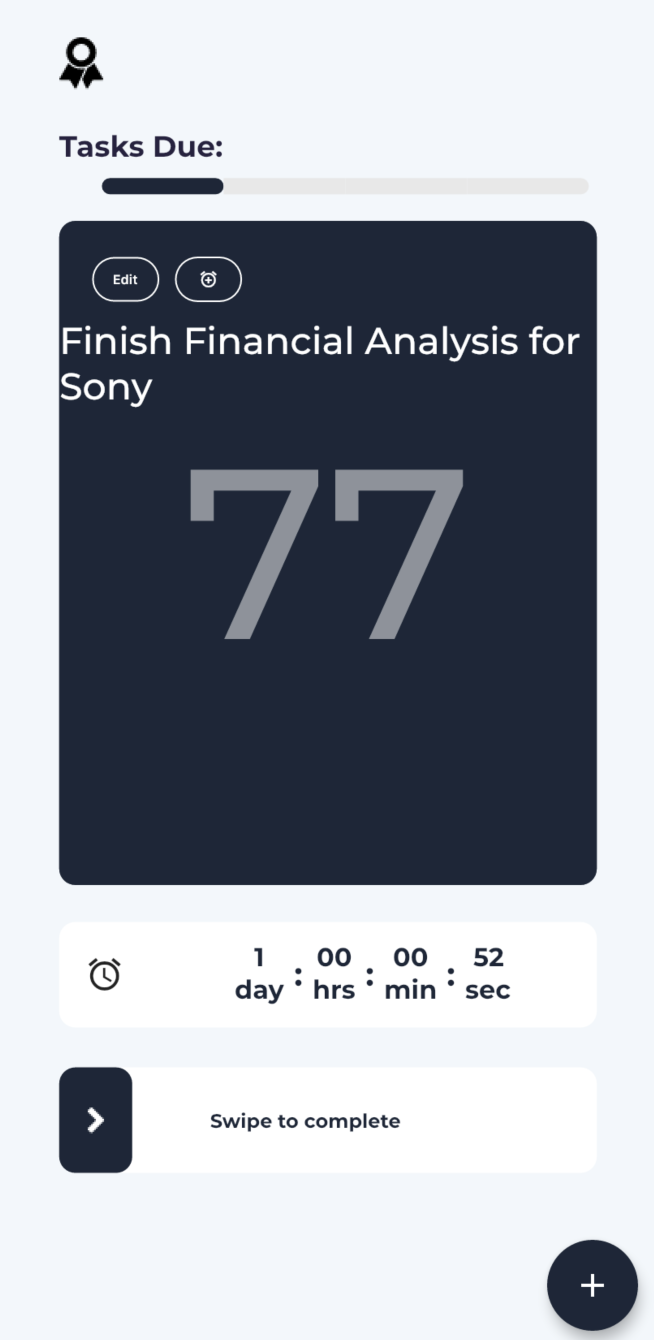 Tasks Due:
Edit
Finish Financial Analysis for
Sony
77
1 : 00 : 00 : 52
day hrs min sec
Swipe to complete